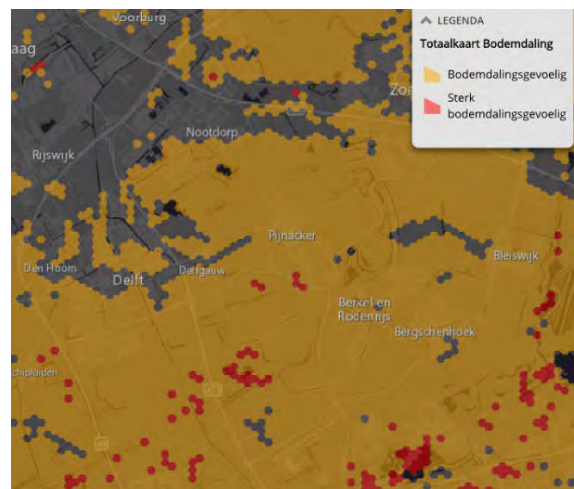 Voorburg
LEGENDA
Totaalkaart Bodemdaling
Bodemdalingsgevoelig
Sterk
bodemdalingsgevoelig
aag
Zoe
Nootdorp
Rijswijk
Pijnacker
Den Hoorn
Delft
Delfgauw
Bleiswijk
Berkel en
Rodenrijs
Bergschenhoek
chipluiden